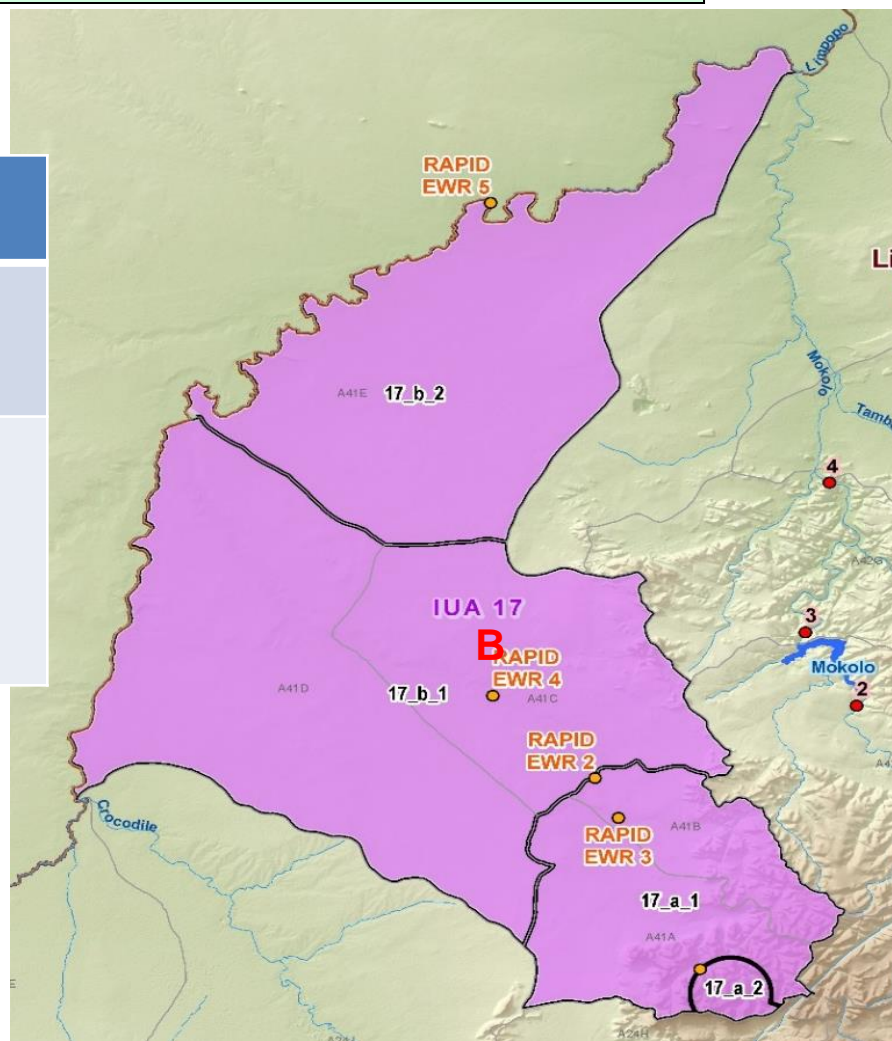 Limpopo
RAPID
EWR 5
Li
A41E
17_b_2
Mokolo
4
IUA 17
3
B
RAPID
EWR 4
Mokolo
A41D
17_b_1
A41C
2
RAPID
EWR 2
Crocodile
RAPID
EWR 3
A41B
17_a_1
A41A
17_a_2